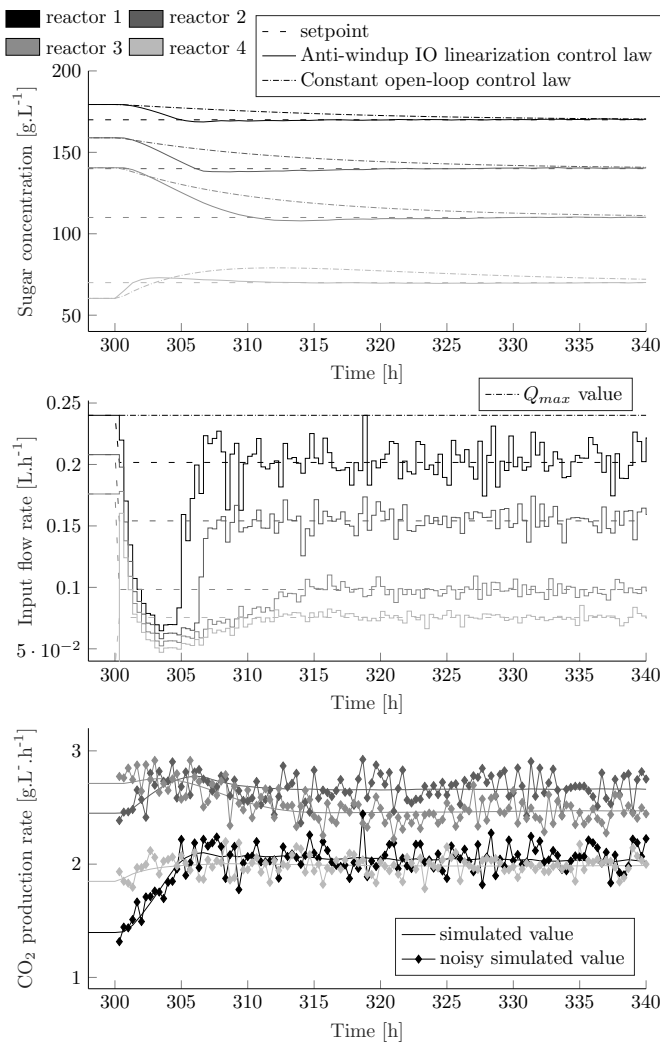 reactor 1 reactor 2
reactor 3 reactor 4
setpoint
Anti-windup IO linearization control law
Constant open-loop control law
Sugar concentration [g.L⁻¹]
200
150
100
50
300 305 310 315 320 325 330 335 340
Time [h]
Q_max value
Input flow rate [L.h⁻¹]
0.25
0.2
0.15
0.1
5 · 10⁻²
300 305 310 315 320 325 330 335 340
Time [h]
CO₂ production rate [g.L⁻.h⁻¹]
3
2
1
simulated value
noisy simulated value
300 305 310 315 320 325 330 335 340
Time [h]